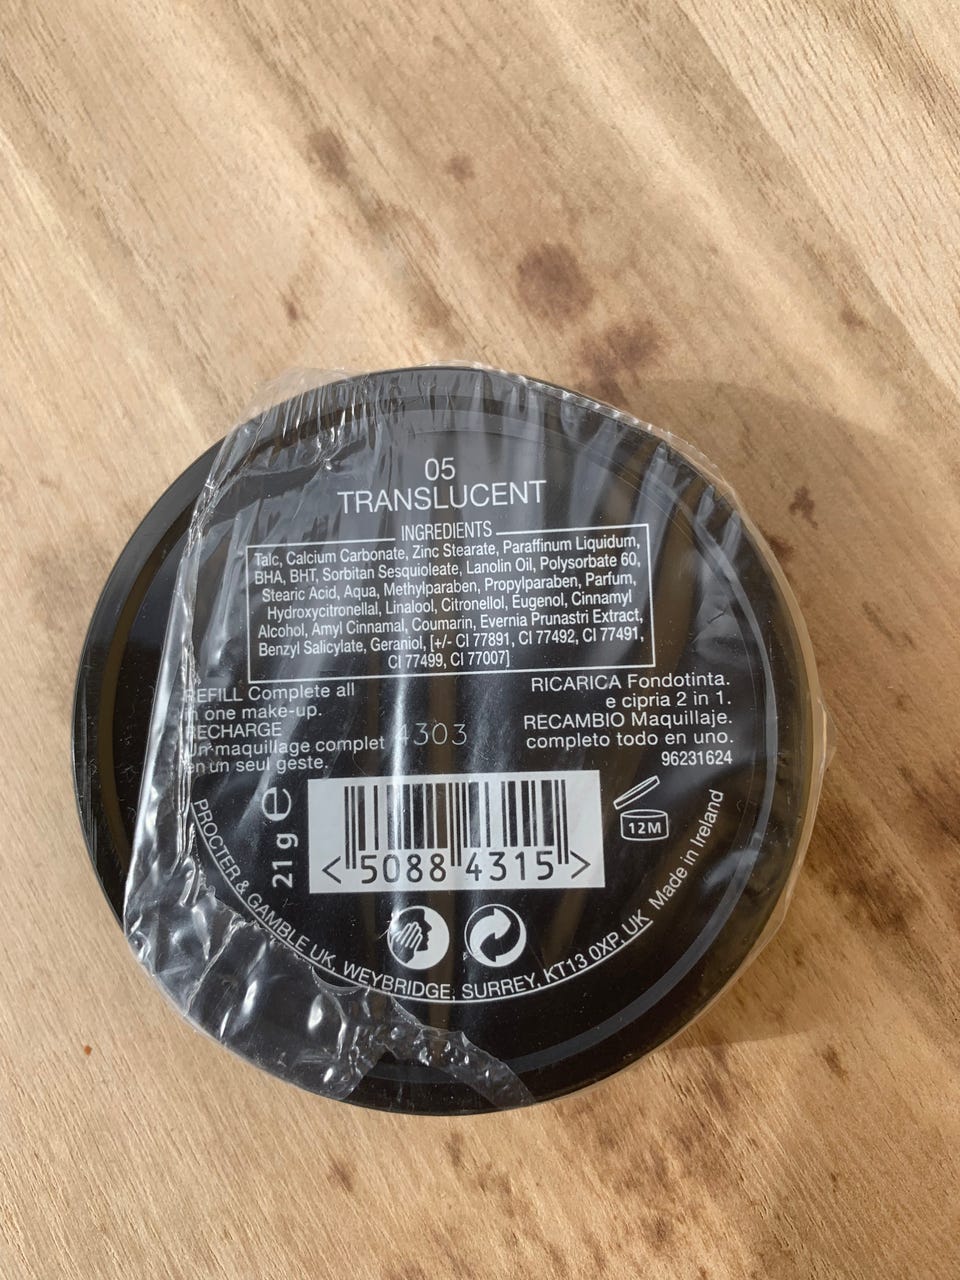 05
TRANSLUCENT
INGREDIENTS
Talc, Calcium Carbonate, Zinc Stearate, Paraffinum Liquidum,
BHA, BHT, Sorbitan Sesquioleate, Lanolin Oil, Polysorbate 60,
Stearic Acid, Aqua, Methylparaben, Propylparaben, Parfum,
Hydroxycitronellal, Linalool, Citronellol, Eugenol, Cinnamyl
Alcohol, Amyl Cinnamal, Coumarin, Evernia Prunastri Extract,
Benzyl Salicylate, Geraniol, [+/- CI 77891, CI 77492, CI 77491,
CI 77499, CI 77007]
REFILL Complete all
in one make-up.
RECHARGE
Un maquillage complet
en un seul geste.
4303
RICARICA Fondotinta.
e cipria 2 in 1.
RECAMBIO Maquillaje.
completo todo en uno.
96231624
21 g e
<5088 4315>
12M
PROCTER & GAMBLE UK, WEYBRIDGE, SURREY, KT13 0XP, UK Made in Ireland